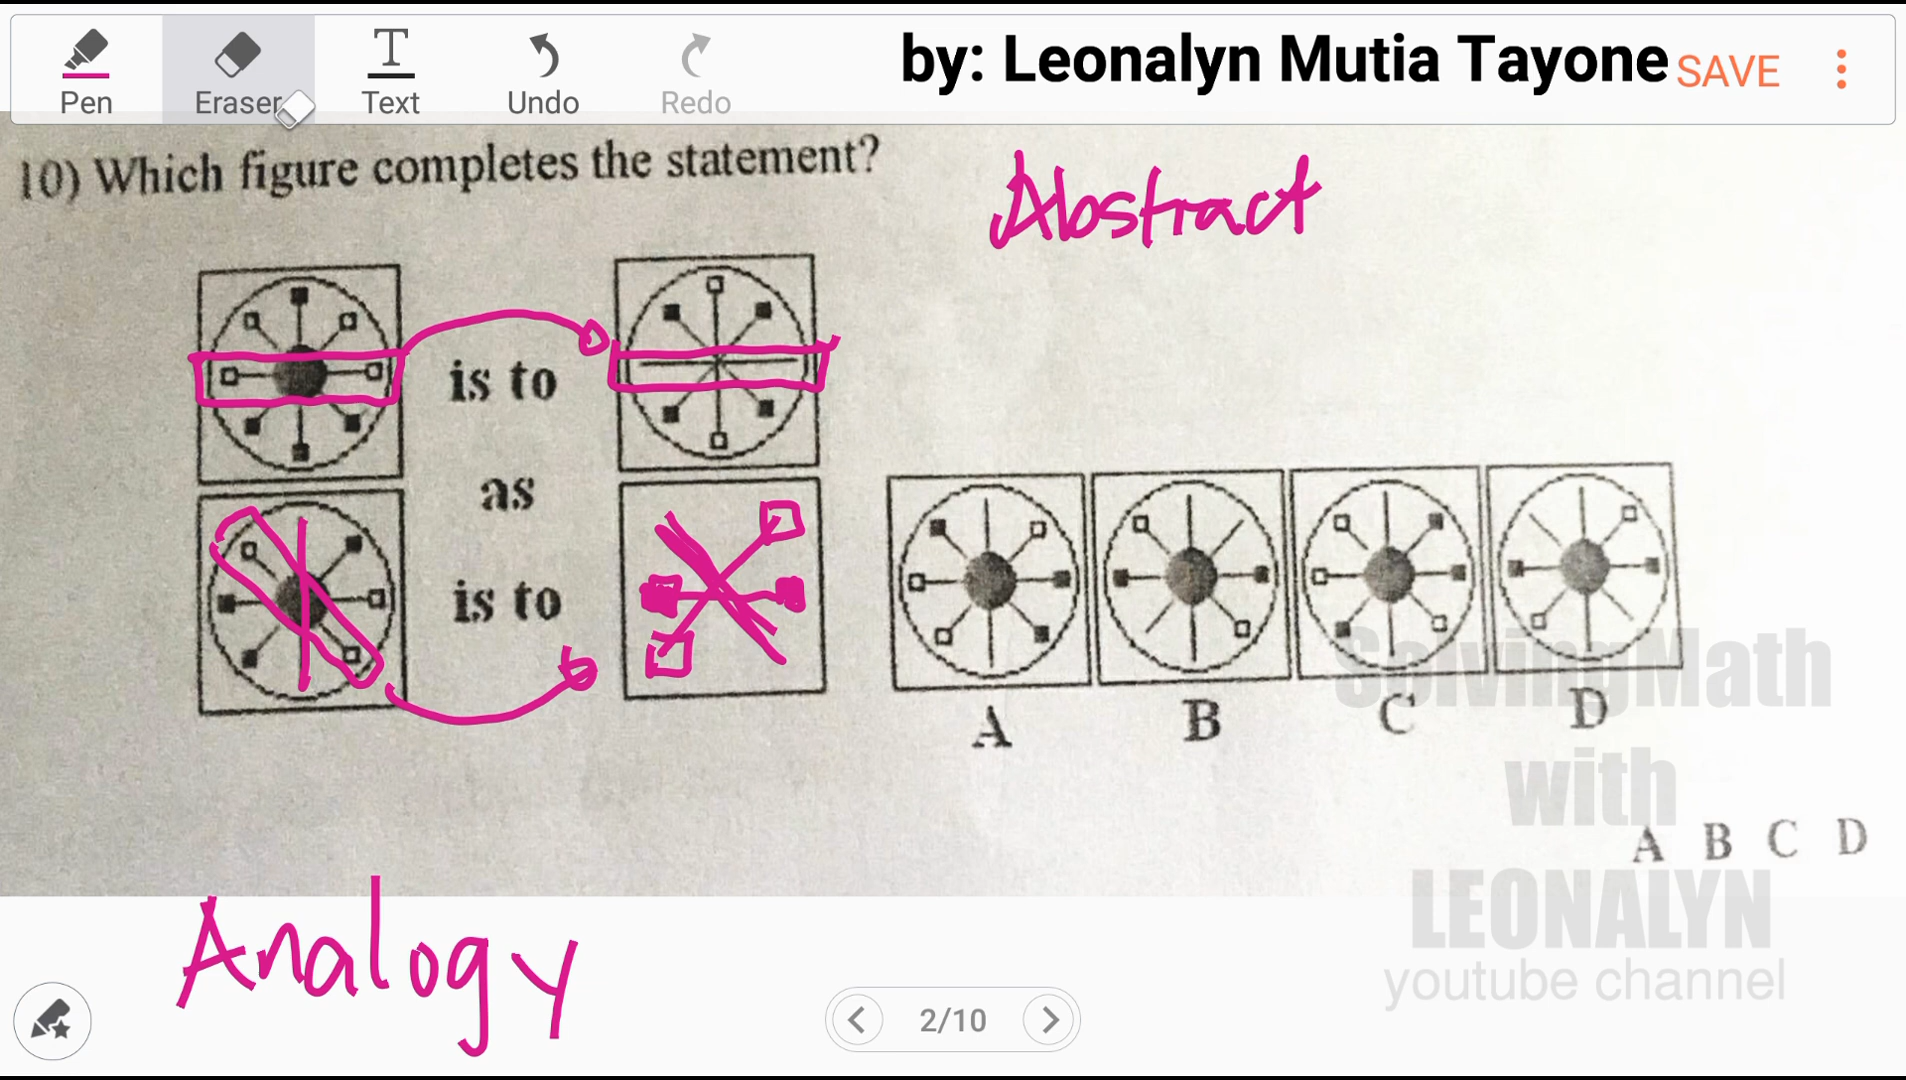 Pen
Eraser
Text
Undo
Redo
by: Leonalyn Mutia Tayone
SAVE
10) Which figure completes the statement?
Abstract
is to
as
is to
A B C D
SolvingMath
with
LEONALYN
youtube channel
A B C D
Analogy
2/10